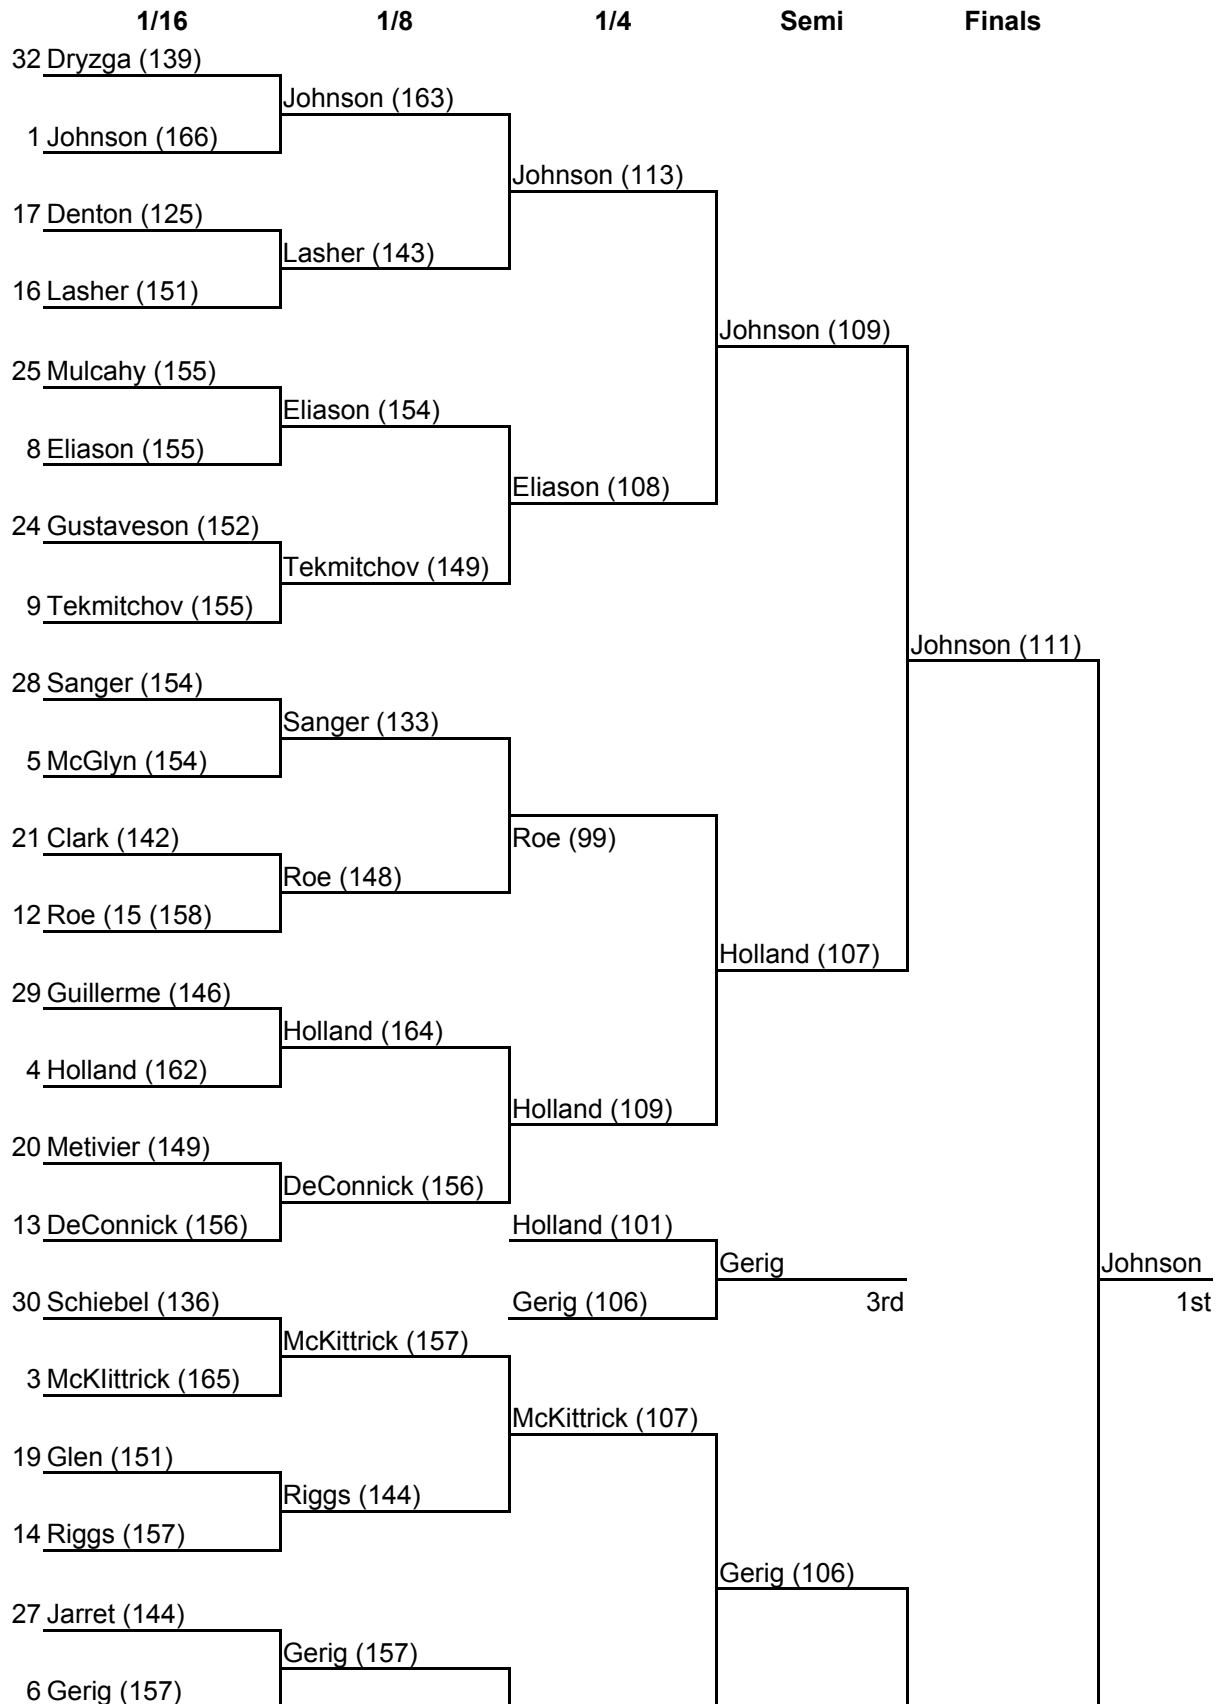 1/16 1/8 1/4 Semi Finals
32 Dryzga (139)
Johnson (163)
1 Johnson (166)
Johnson (113)
17 Denton (125)
Lasher (143)
16 Lasher (151)
Johnson (109)
25 Mulcahy (155)
Eliason (154)
8 Eliason (155)
Eliason (108)
24 Gustaveson (152)
Tekmitchov (149)
9 Tekmitchov (155)
Johnson (111)
28 Sanger (154)
Sanger (133)
5 McGlyn (154)
21 Clark (142) Roe (99)
Roe (148)
12 Roe (15 (158)
Holland (107)
29 Guillerme (146)
Holland (164)
4 Holland (162)
Holland (109)
20 Metivier (149)
DeConnick (156)
13 DeConnick (156) Holland (101)
Gerig Johnson
30 Schiebel (136) Gerig (106) 3rd 1st
McKittrick (157)
3 McKlittrick (165)
McKittrick (107)
19 Glen (151)
Riggs (144)
14 Riggs (157)
Gerig (106)
27 Jarret (144)
Gerig (157)
6 Gerig (157)